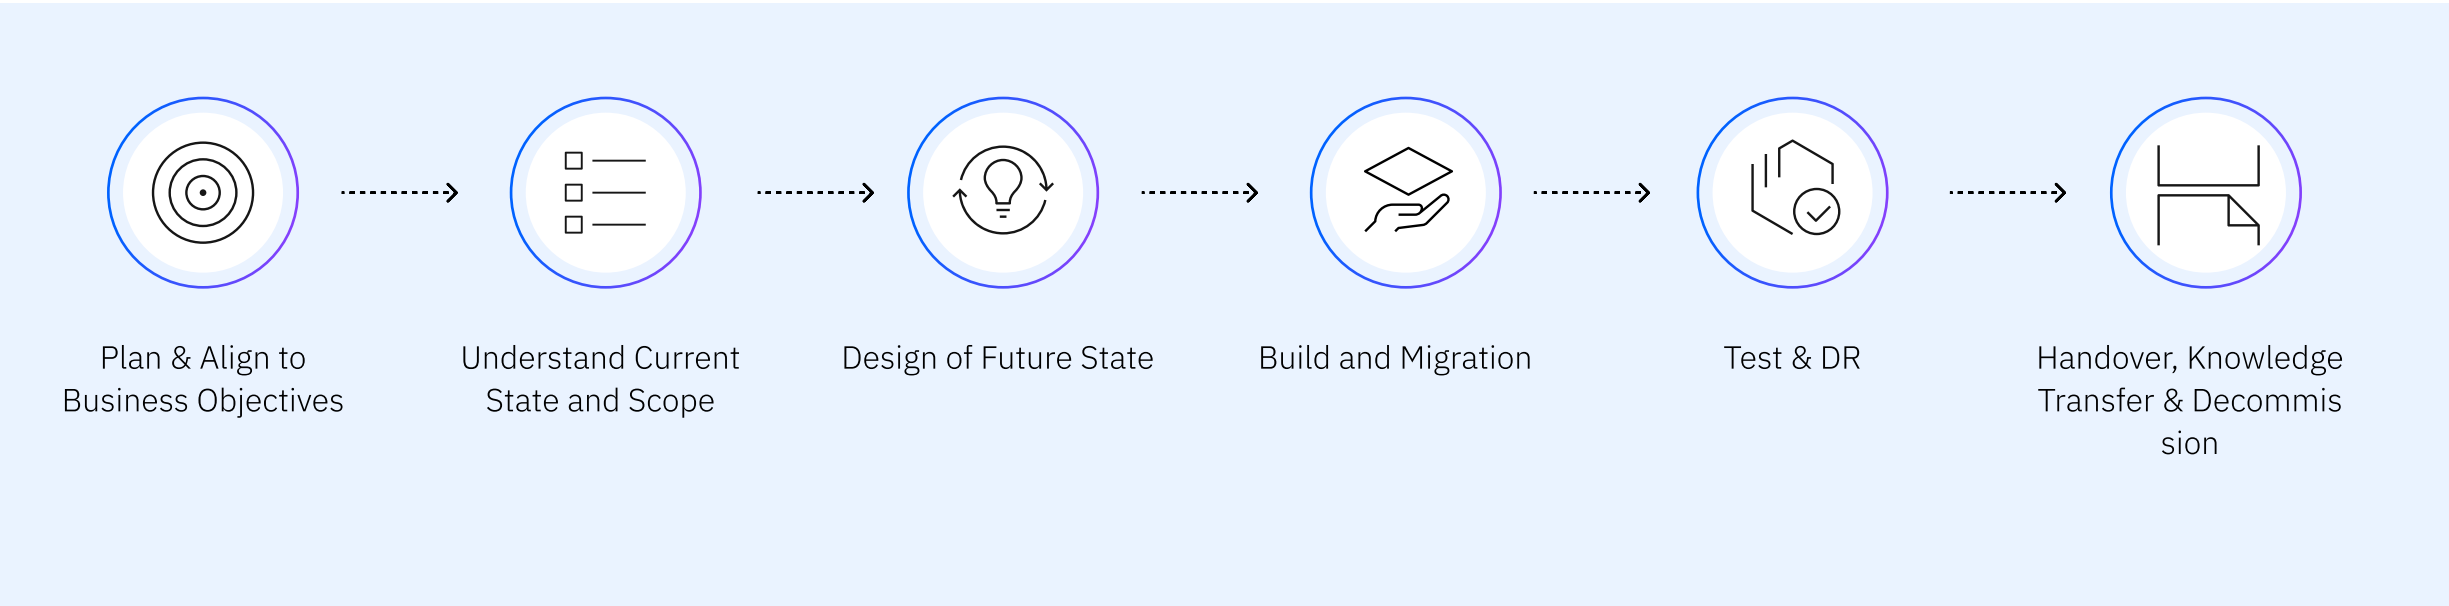 Plan & Align to
Business Objectives
Understand Current
State and Scope
Design of Future State
Build and Migration
Test & DR
Handover, Knowledge
Transfer & Decommis
sion